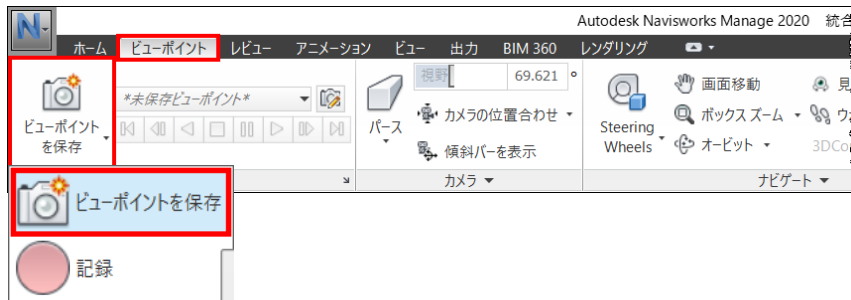 Autodesk Navisworks Manage 2020 統合
ホーム ビューポイント レビュー アニメーション ビュー 出力 BIM 360 レンダリング
ビューポイント
を保存
*未保存ビューポイント*
パース
視野 69.621 °
カメラの位置合わせ
傾斜バーを表示
カメラ
Steering
Wheels
画面移動
ボックス ズーム
オービット
見
ウ
3DCo
ナビゲート
ビューポイントを保存
記録